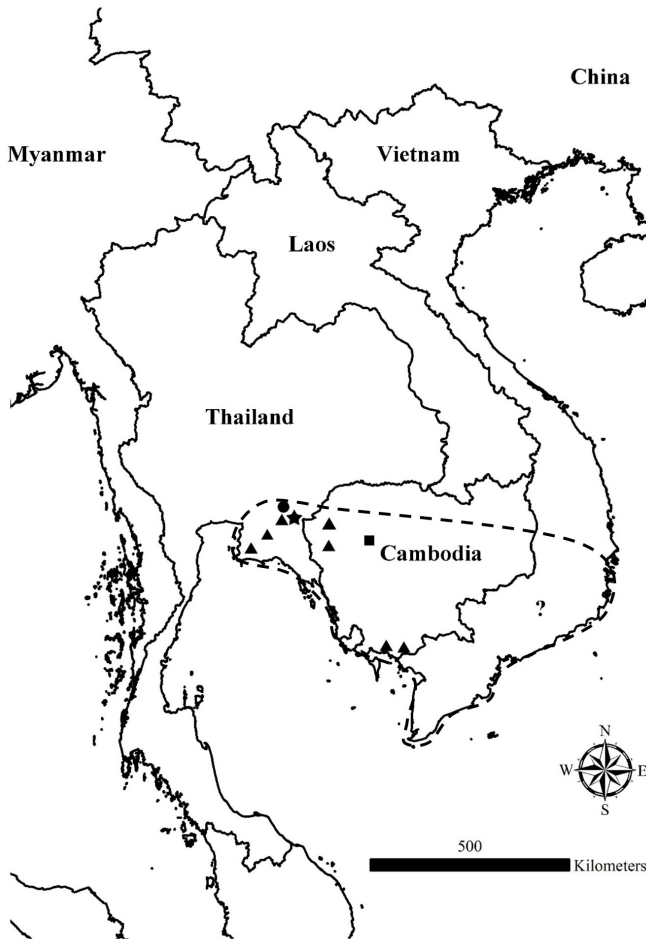 China
Myanmar
Vietnam
Laos
Thailand
Cambodia
?
N
W
E
S
500
Kilometers